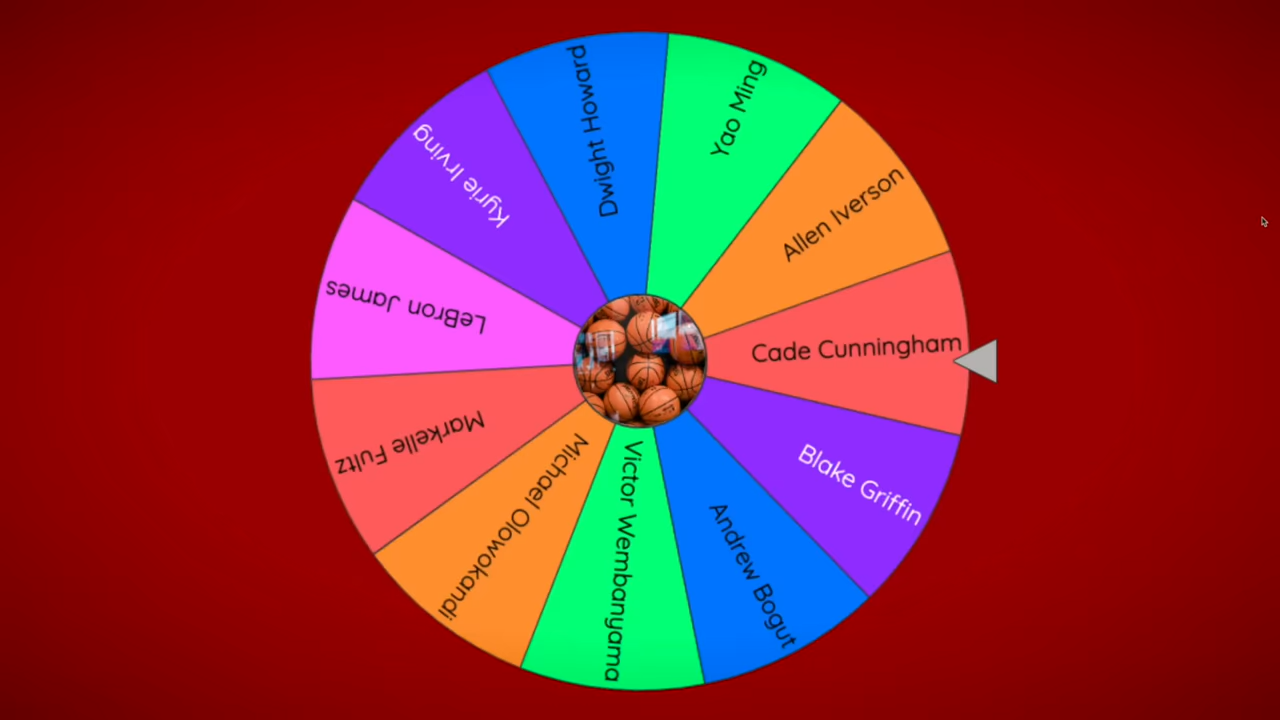 Dwight Howard
Yao Ming
Allen Iverson
Cade Cunningham
Blake Griffin
Andrew Bogut
Victor Wembanyama
Michael Olowokandi
Markelle Fultz
LeBron James
Kyrie Irving